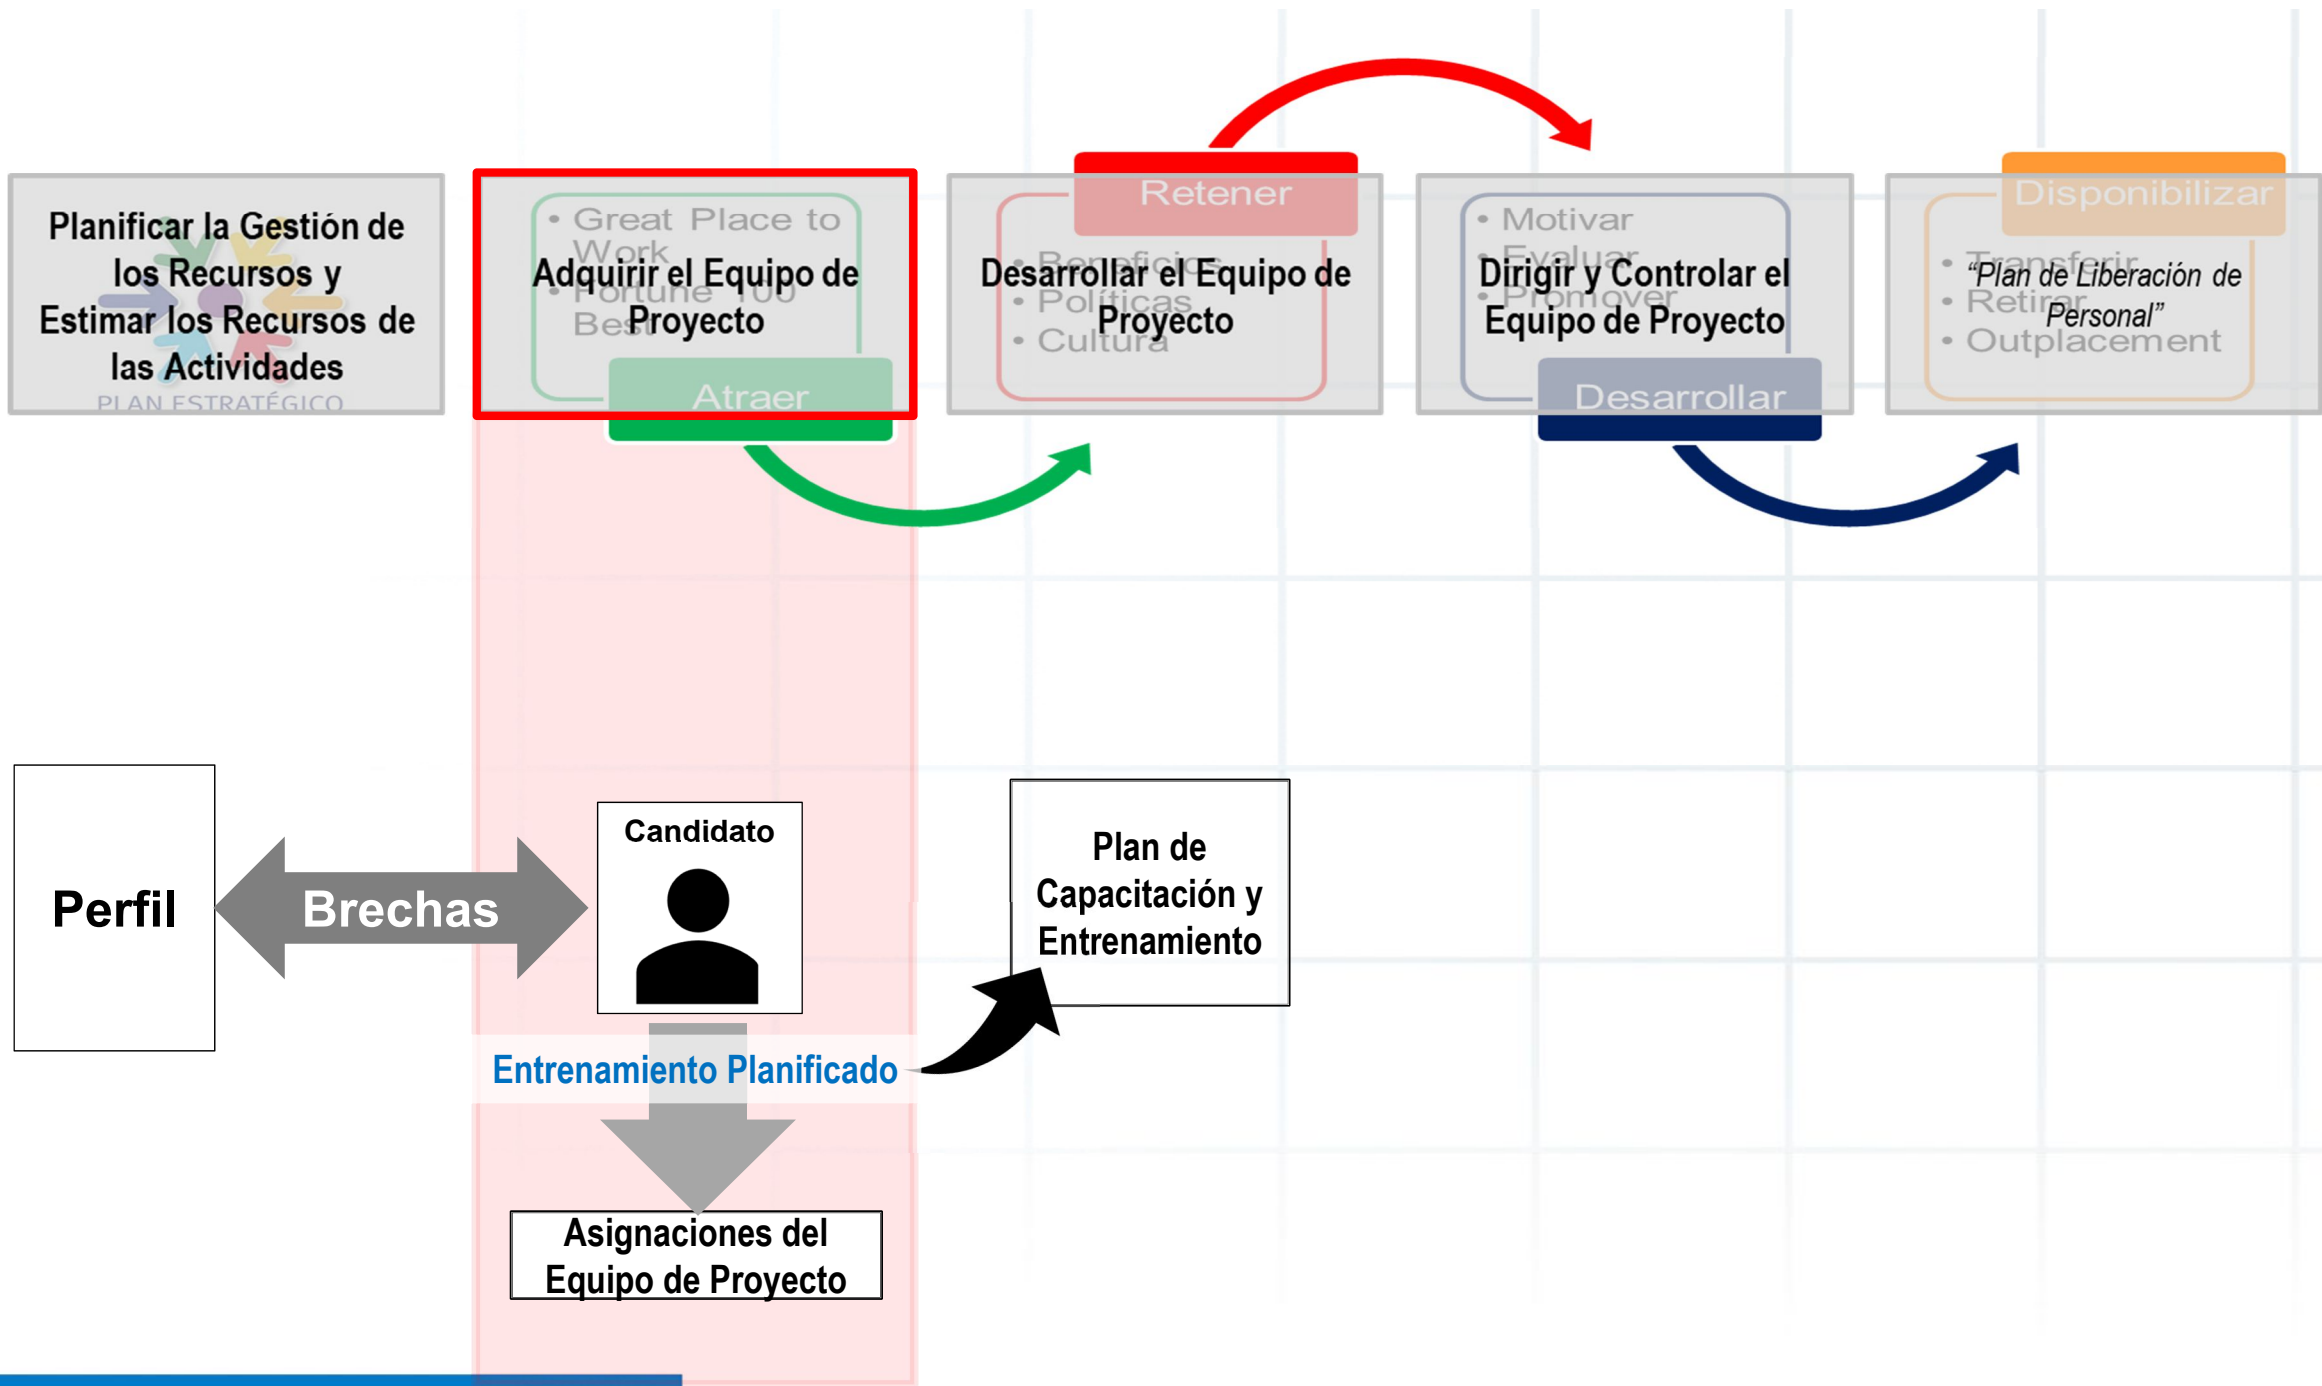 Planificar la Gestión de
los Recursos y
Estimar los Recursos de
las Actividades
PLAN ESTRATÉGICO
• Great Place to
Work
• Fortune 100
Best
Adquirir el Equipo de
Proyecto
Atraer
Retener
• Beneficios
• Políticas
• Cultura
Desarrollar el Equipo de
Proyecto
• Motivar
• Evaluar
• Promover
Dirigir y Controlar el
Equipo de Proyecto
Desarrollar
Disponibilizar
• Transferir
• Retirar
• Outplacement
“Plan de Liberación de
Personal”
Perfil
Brechas
Candidato
Plan de
Capacitación y
Entrenamiento
Entrenamiento Planificado
Asignaciones del
Equipo de Proyecto